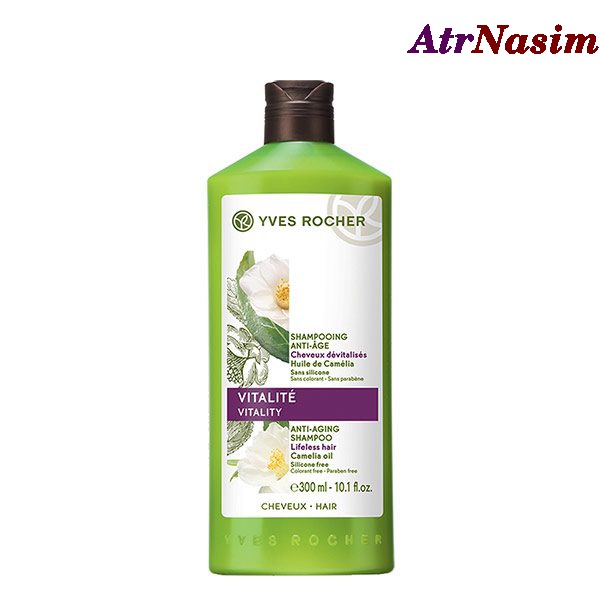 AtrNasim
YVES ROCHER
SHAMPOOING
ANTI-ÂGE
Cheveux dévitalisés
Huile de Camélia
Sans silicone
Sans colorant - Sans parabène
VITALITÉ
VITALITY
ANTI-AGING
SHAMPOO
Lifeless hair
Camelia oil
Silicone free
Colorant free - Paraben free
℮300 ml - 10.1 fl.oz.
CHEVEUX • HAIR
YVES ROCHER